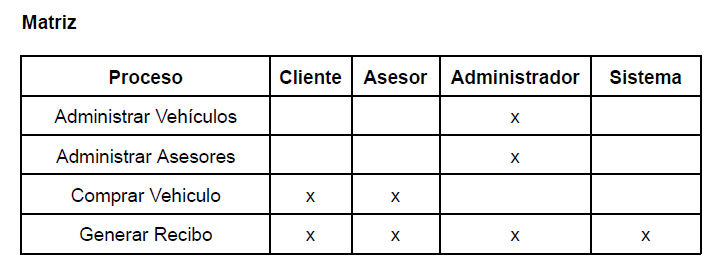 Matriz
Proceso Cliente Asesor Administrador Sistema
Administrar Vehículos x
Administrar Asesores x
Comprar Vehiculo x x
Generar Recibo x x x x